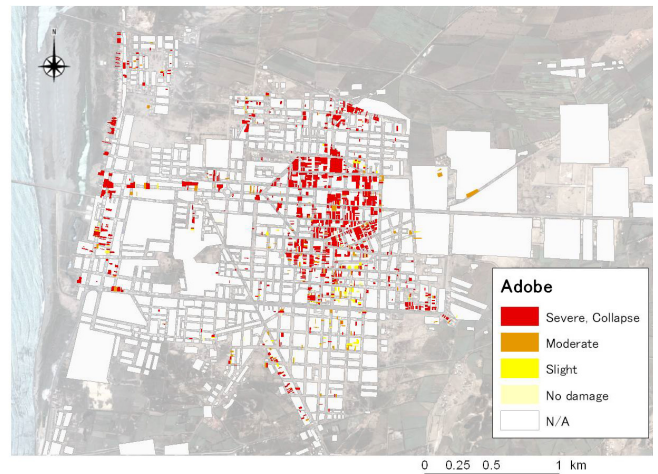 N
Adobe
Severe, Collapse
Moderate
Slight
No damage
N/A
0 0.25 0.5 1 km